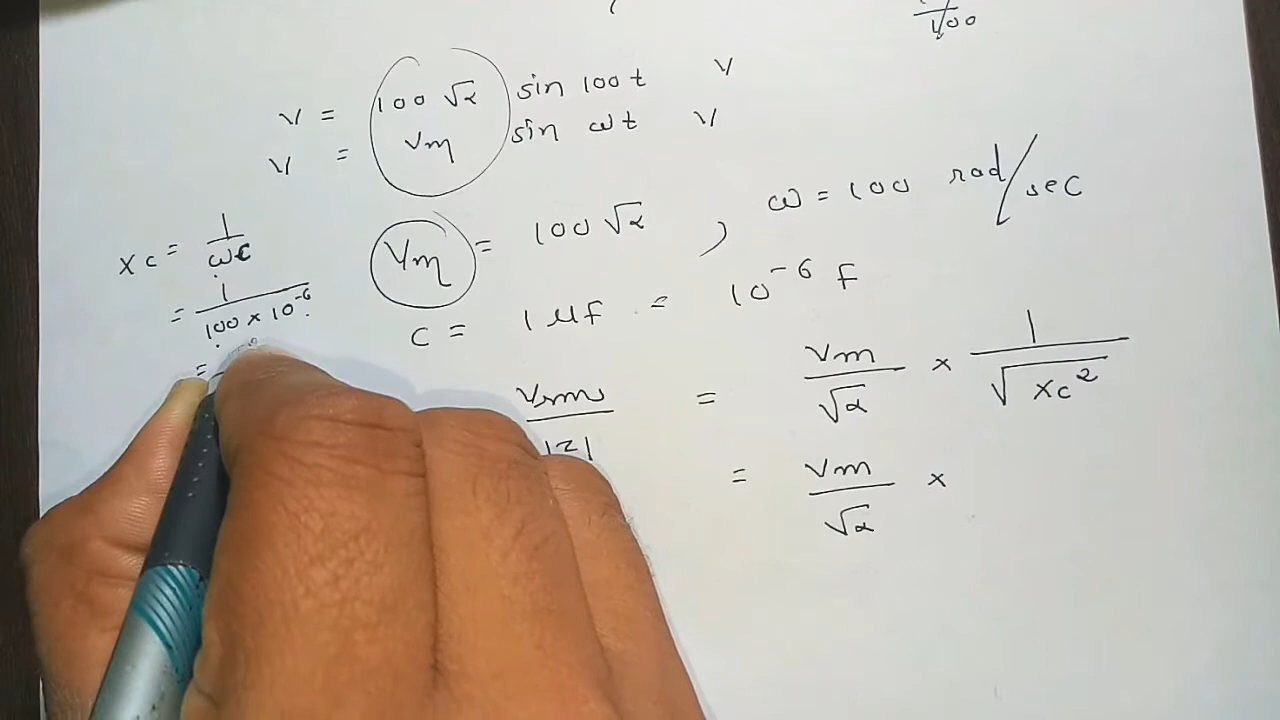 1/100
v = 100 √2 sin 100 t v
v = Vm sin ωt v
Vm = 100 √2 , ω = 100 rad/sec
C = 1 μf = 10⁻⁶ F
Xc = 1/ωC
= 1/(100 × 10⁻⁶)
=
Vrms/|z| = Vm/√2 × 1/√(Xc²)
= Vm/√2 ×